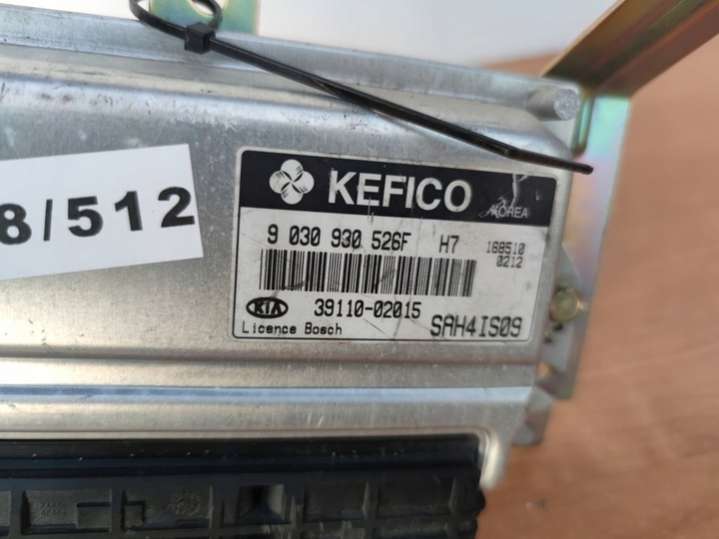 8/512
KEFICO
KOREA
9 030 930 526F H7 168510
0212
39110-02015
KIA
Licence Bosch
SAH4IS09